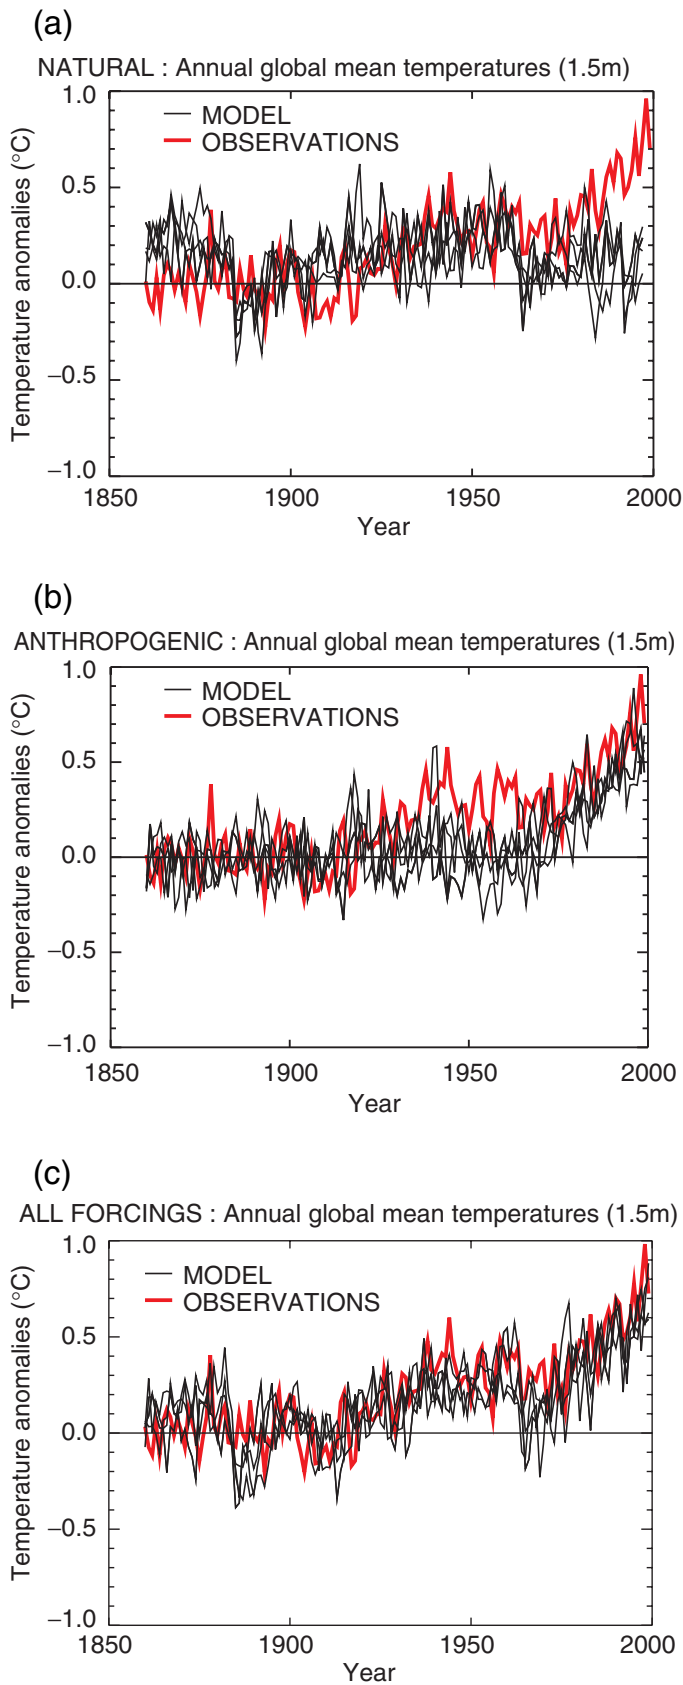 (a)
NATURAL : Annual global mean temperatures (1.5m)
1.0
MODEL
OBSERVATIONS
0.5
0.0
−0.5
−1.0
Temperature anomalies (°C)
1850 1900 1950 2000
Year
(b)
ANTHROPOGENIC : Annual global mean temperatures (1.5m)
1.0
MODEL
OBSERVATIONS
0.5
0.0
−0.5
−1.0
Temperature anomalies (°C)
1850 1900 1950 2000
Year
(c)
ALL FORCINGS : Annual global mean temperatures (1.5m)
1.0
MODEL
OBSERVATIONS
0.5
0.0
−0.5
−1.0
Temperature anomalies (°C)
1850 1900 1950 2000
Year